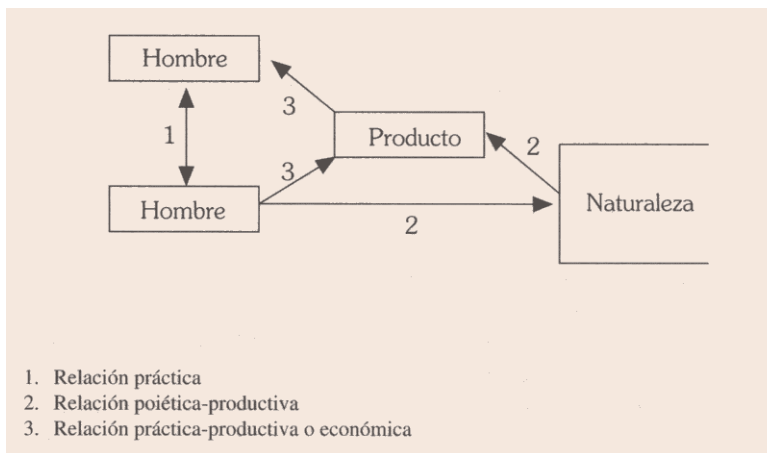 Hombre
3
1
Producto
2
3
Hombre
Naturaleza
2
1. Relación práctica
2. Relación poiética-productiva
3. Relación práctica-productiva o económica